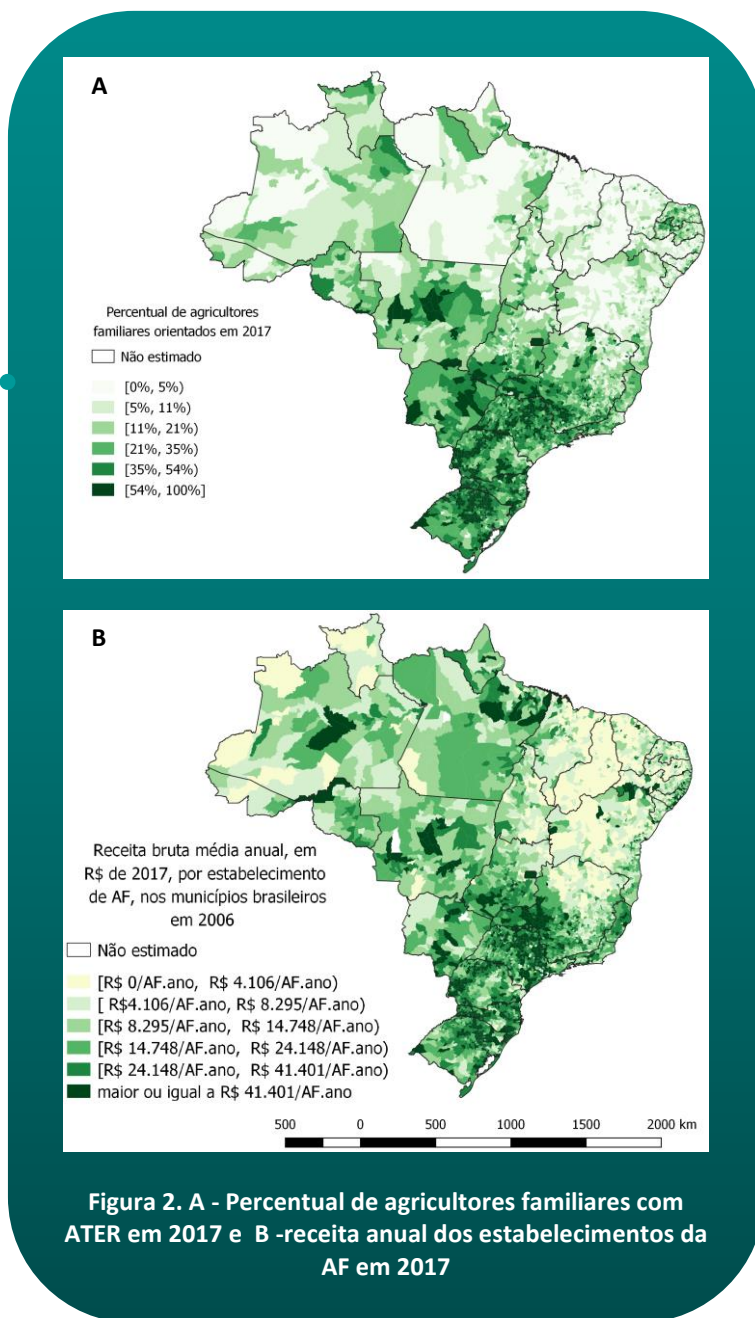 A
Percentual de agricultores
familiares orientados em 2017
Não estimado
[0%, 5%)
[5%, 11%)
[11%, 21%)
[21%, 35%)
[35%, 54%)
[54%, 100%]
B
Receita bruta média anual, em
R$ de 2017, por estabelecimento
de AF, nos municípios brasileiros
em 2006
Não estimado
[R$ 0/AF.ano, R$ 4.106/AF.ano)
[ R$4.106/AF.ano, R$ 8.295/AF.ano)
[R$ 8.295/AF.ano, R$ 14.748/AF.ano)
[R$ 14.748/AF.ano, R$ 24.148/AF.ano)
[R$ 24.148/AF.ano, R$ 41.401/AF.ano)
maior ou igual a R$ 41.401/AF.ano
500 0 500 1000 1500 2000 km
Figura 2. A - Percentual de agricultores familiares com
ATER em 2017 e B -receita anual dos estabelecimentos da
AF em 2017